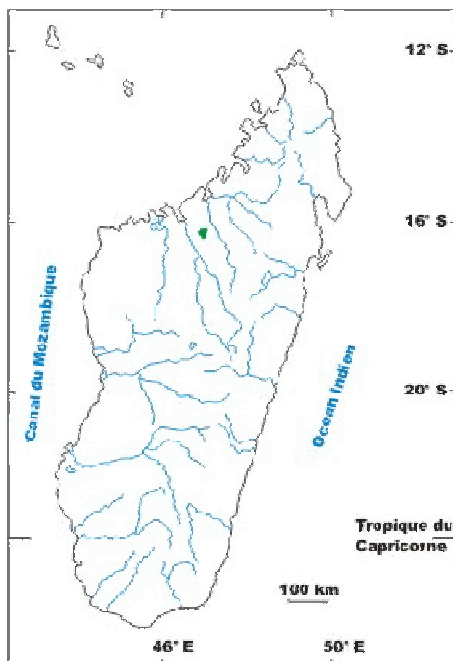 12° S
16° S
Canal du Mozambique
20° S
Ocean Indien
Tropique du
Capricorne
100 km
46° E
50° E